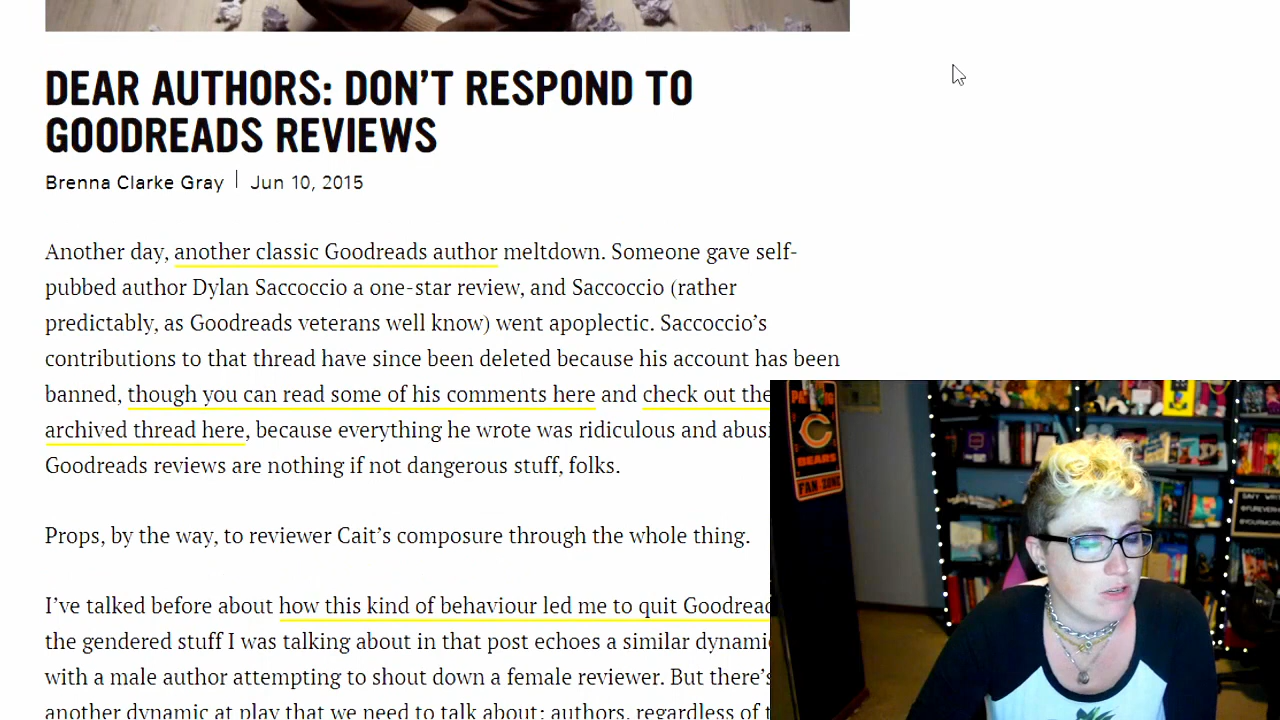 DEAR AUTHORS: DON'T RESPOND TO
GOODREADS REVIEWS
Brenna Clarke Gray | Jun 10, 2015
Another day, another classic Goodreads author meltdown. Someone gave self-
pubbed author Dylan Saccoccio a one-star review, and Saccoccio (rather
predictably, as Goodreads veterans well know) went apoplectic. Saccoccio's
contributions to that thread have since been deleted because his account has been
banned, though you can read some of his comments here and check out the
archived thread here, because everything he wrote was ridiculous and
Goodreads reviews are nothing if not dangerous stuff, folks.
Props, by the way, to reviewer Cait's composure through the whole thing.
I've talked before about how this kind of behaviour led me to quit
the gendered stuff I was talking about in that post echoes a similar
with a male author attempting to shout down a female reviewer. But there's
another dynamic at play that we need to talk about: authors, regardless of
C
BEARS
FAN ZONE